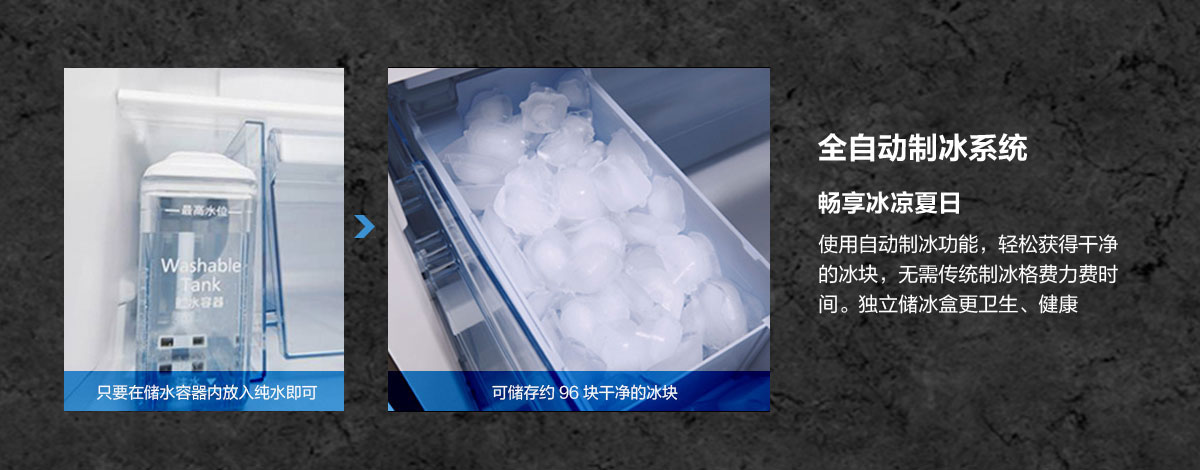 最高水位
Washable
Tank
贮水容器
只要在储水容器内放入纯水即可
可储存约 96 块干净的冰块
全自动制冰系统
畅享冰凉夏日
使用自动制冰功能，轻松获得干净
的冰块，无需传统制冰格费力费时
间。独立储冰盒更卫生、健康